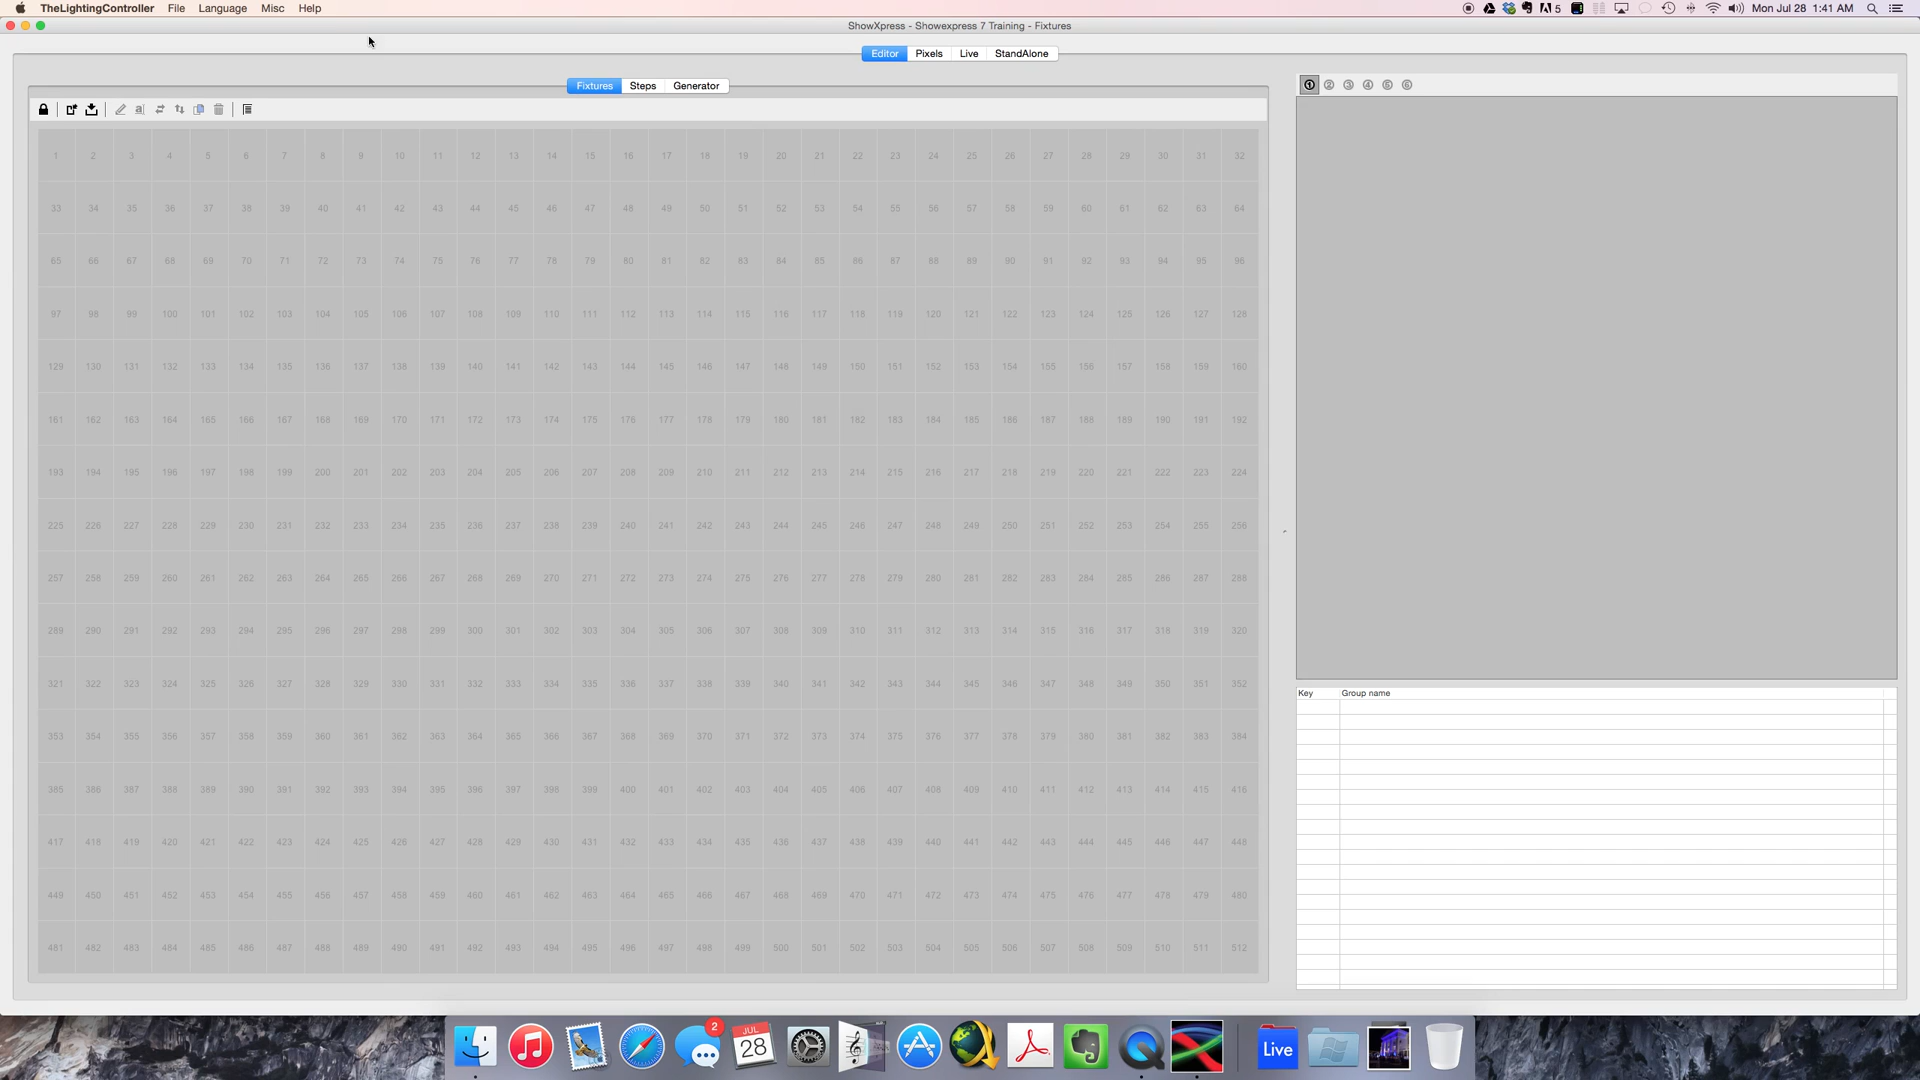 TheLightingController File Language Misc Help 5 Mon Jul 28 1:41 AM
ShowXpress - Showexpress 7 Training - Fixtures
Editor Pixels Live StandAlone
Fixtures Steps Generator
1 2 3 4 5 6
a
1 2 3 4 5 6 7 8 9 10 11 12 13 14 15 16 17 18 19 20 21 22 23 24 25 26 27 28 29 30 31 32
33 34 35 36 37 38 39 40 41 42 43 44 45 46 47 48 49 50 51 52 53 54 55 56 57 58 59 60 61 62 63 64
65 66 67 68 69 70 71 72 73 74 75 76 77 78 79 80 81 82 83 84 85 86 87 88 89 90 91 92 93 94 95 96
97 98 99 100 101 102 103 104 105 106 107 108 109 110 111 112 113 114 115 116 117 118 119 120 121 122 123 124 125 126 127 128
129 130 131 132 133 134 135 136 137 138 139 140 141 142 143 144 145 146 147 148 149 150 151 152 153 154 155 156 157 158 159 160
161 162 163 164 165 166 167 168 169 170 171 172 173 174 175 176 177 178 179 180 181 182 183 184 185 186 187 188 189 190 191 192
193 194 195 196 197 198 199 200 201 202 203 204 205 206 207 208 209 210 211 212 213 214 215 216 217 218 219 220 221 222 223 224
225 226 227 228 229 230 231 232 233 234 235 236 237 238 239 240 241 242 243 244 245 246 247 248 249 250 251 252 253 254 255 256
257 258 259 260 261 262 263 264 265 266 267 268 269 270 271 272 273 274 275 276 277 278 279 280 281 282 283 284 285 286 287 288
289 290 291 292 293 294 295 296 297 298 299 300 301 302 303 304 305 306 307 308 309 310 311 312 313 314 315 316 317 318 319 320
321 322 323 324 325 326 327 328 329 330 331 332 333 334 335 336 337 338 339 340 341 342 343 344 345 346 347 348 349 350 351 352
353 354 355 356 357 358 359 360 361 362 363 364 365 366 367 368 369 370 371 372 373 374 375 376 377 378 379 380 381 382 383 384
385 386 387 388 389 390 391 392 393 394 395 396 397 398 399 400 401 402 403 404 405 406 407 408 409 410 411 412 413 414 415 416
417 418 419 420 421 422 423 424 425 426 427 428 429 430 431 432 433 434 435 436 437 438 439 440 441 442 443 444 445 446 447 448
449 450 451 452 453 454 455 456 457 458 459 460 461 462 463 464 465 466 467 468 469 470 471 472 473 474 475 476 477 478 479 480
481 482 483 484 485 486 487 488 489 490 491 492 493 494 495 496 497 498 499 500 501 502 503 504 505 506 507 508 509 510 511 512
Key Group name
2
JUL
28
Live